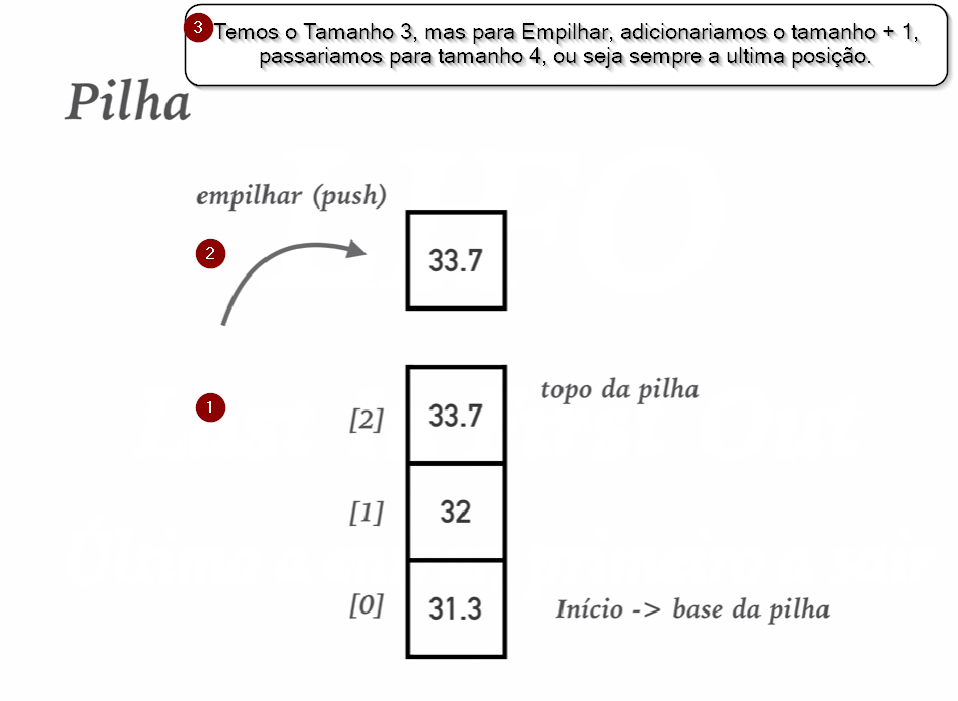 3 Temos o Tamanho 3, mas para Empilhar, adicionariamos o tamanho + 1,
passariamos para tamanho 4, ou seja sempre a ultima posição.
Pilha
empilhar (push)
2
33.7
1
topo da pilha
[2] 33.7
[1] 32
[0] 31.3
Início -> base da pilha